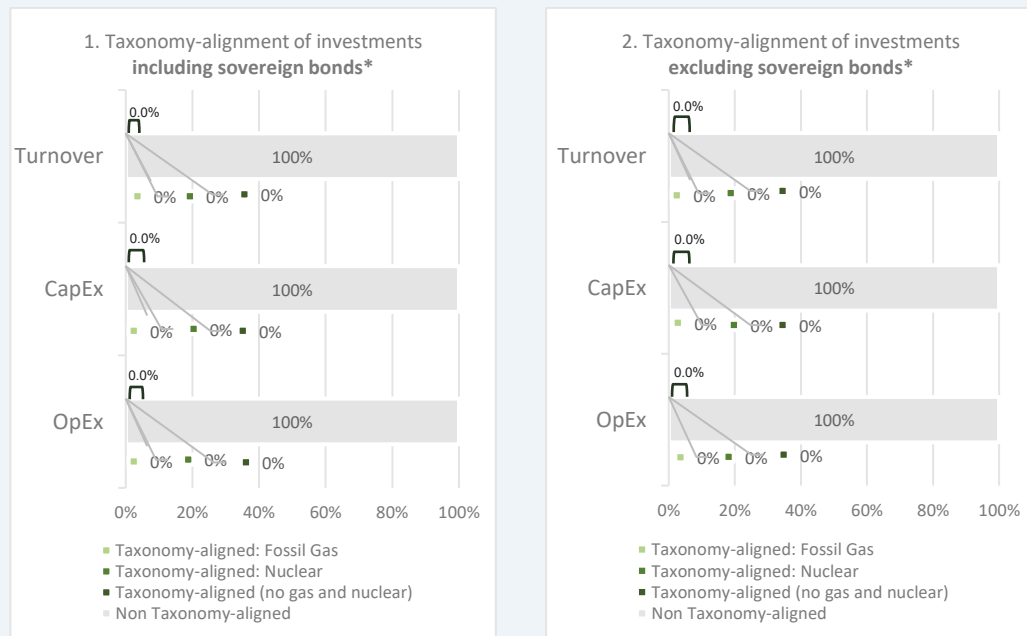 1. Taxonomy-alignment of investments
including sovereign bonds*
0.0%
Turnover
100%
0% 0% 0%
0.0%
CapEx
100%
0% 0% 0%
0.0%
OpEx
100%
0% 0% 0%
0% 20% 40% 60% 80% 100%
Taxonomy-aligned: Fossil Gas
Taxonomy-aligned: Nuclear
Taxonomy-aligned (no gas and nuclear)
Non Taxonomy-aligned
2. Taxonomy-alignment of investments
excluding sovereign bonds*
0.0%
Turnover
100%
0% 0% 0%
0.0%
CapEx
100%
0% 0% 0%
0.0%
OpEx
100%
0% 0% 0%
0% 20% 40% 60% 80% 100%
Taxonomy-aligned: Fossil Gas
Taxonomy-aligned: Nuclear
Taxonomy-aligned (no gas and nuclear)
Non Taxonomy-aligned